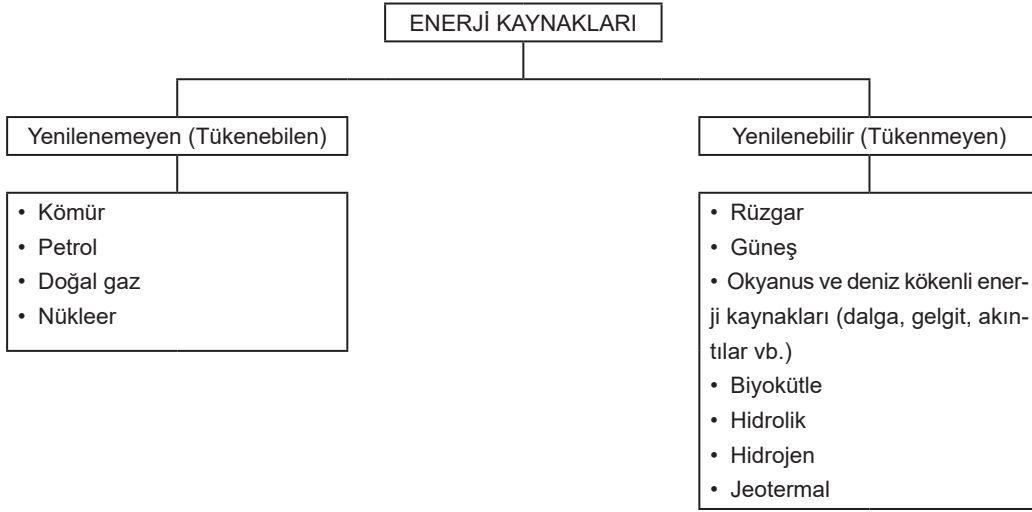 ENERJİ KAYNAKLARI
Yenilenemeyen (Tükenebilen)
• Kömür
• Petrol
• Doğal gaz
• Nükleer
Yenilenebilir (Tükenmeyen)
• Rüzgar
• Güneş
• Okyanus ve deniz kökenli ener-
ji kaynakları (dalga, gelgit, akın-
tılar vb.)
• Biyokütle
• Hidrolik
• Hidrojen
• Jeotermal